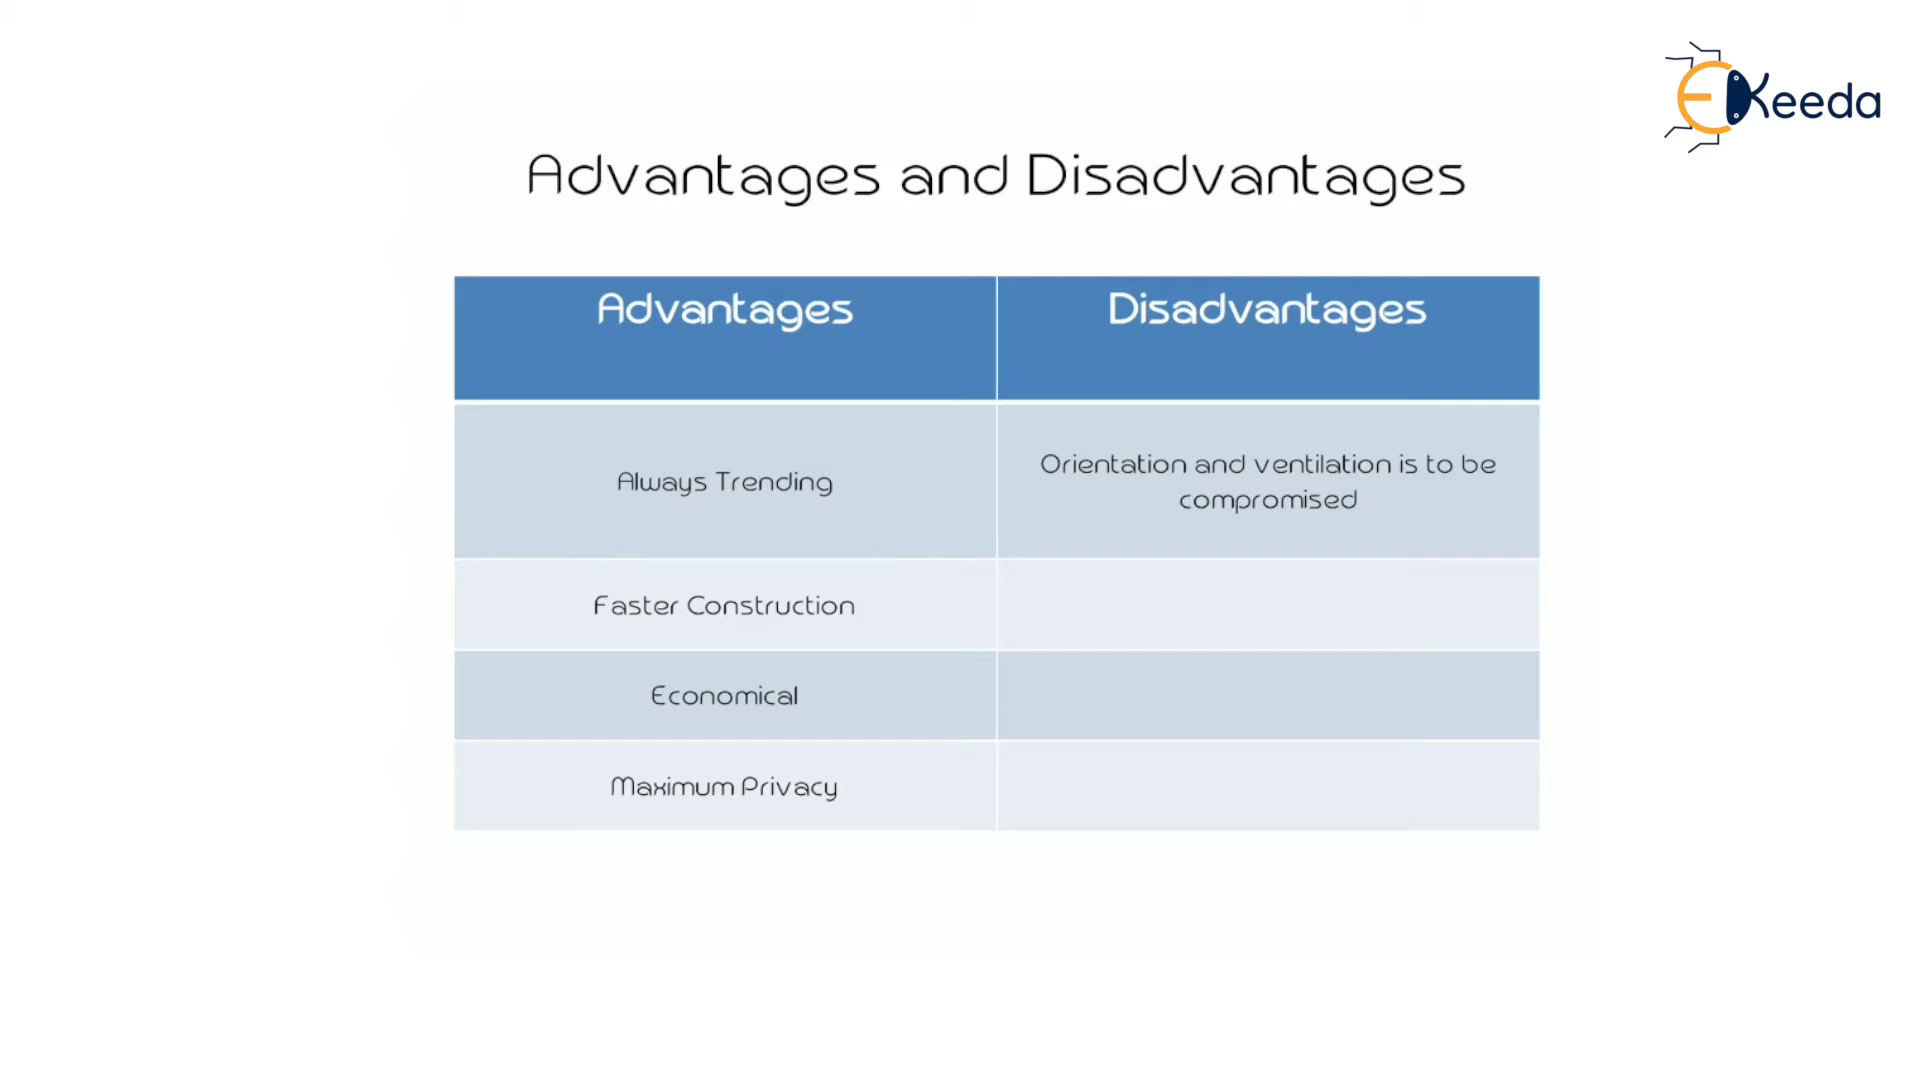 EKeeda
Advantages and Disadvantages
Advantages
Disadvantages
Always Trending
Orientation and ventilation is to be
compromised
Faster Construction
Economical
Maximum Privacy